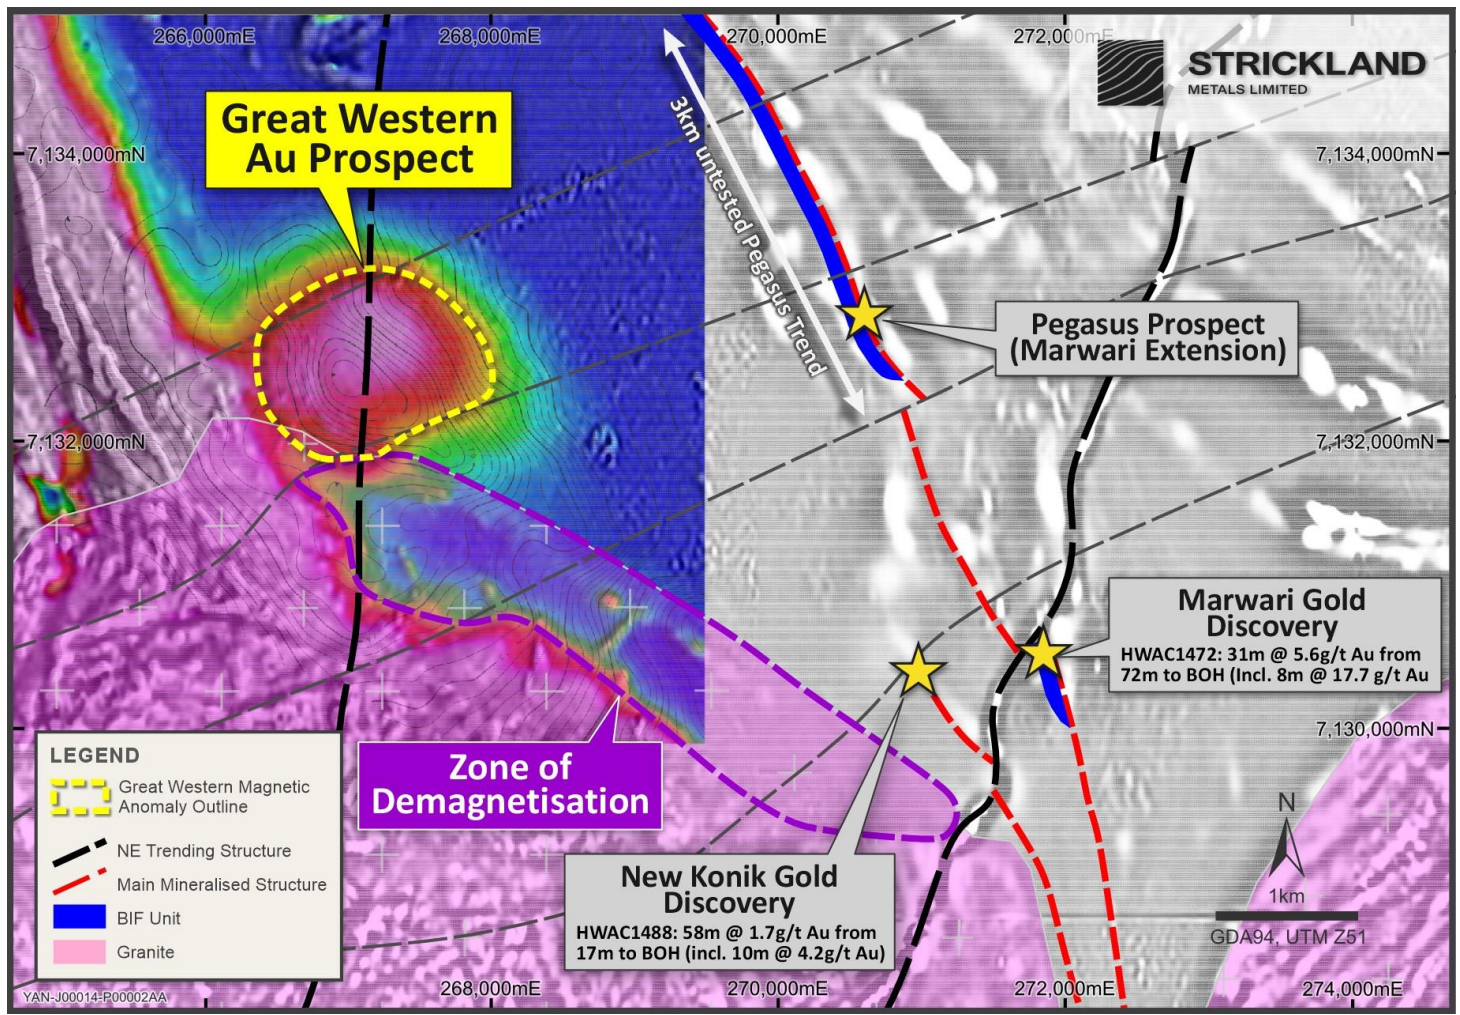 266,000mE
268,000mE
270,000mE
272,000mE
STRICKLAND
METALS LIMITED
Great Western
Au Prospect
7,134,000mN
7,134,000mN
3km untested Pegasus Trend
Pegasus Prospect
(Marwari Extension)
7,132,000mN
7,132,000mN
Marwari Gold
Discovery
HWAC1472: 31m @ 5.6g/t Au from
72m to BOH (Incl. 8m @ 17.7 g/t Au
7,130,000mN
Zone of
Demagnetisation
LEGEND
Great Western Magnetic
Anomaly Outline
NE Trending Structure
Main Mineralised Structure
BIF Unit
Granite
New Konik Gold
Discovery
HWAC1488: 58m @ 1.7g/t Au from
17m to BOH (incl. 10m @ 4.2g/t Au)
N
1km
GDA94, UTM Z51
YAN-J00014-P00002AA
268,000mE
270,000mE
272,000mE
274,000mE